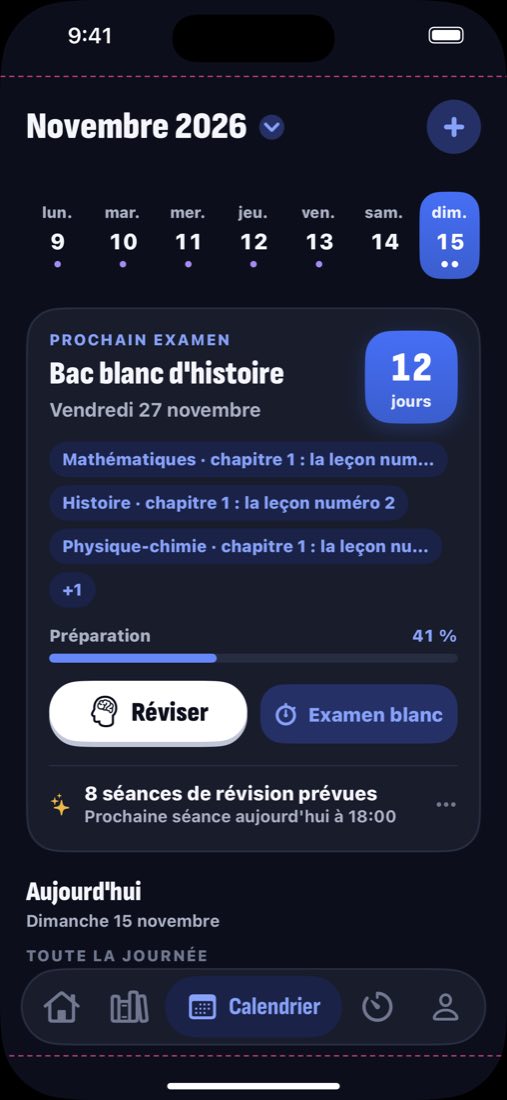 9:41
Novembre 2026
lun. mar. mer. jeu. ven. sam. dim.
9 10 11 12 13 14 15
PROCHAIN EXAMEN
Bac blanc d'histoire
Vendredi 27 novembre
12
jours
Mathématiques · chapitre 1 : la leçon num...
Histoire · chapitre 1 : la leçon numéro 2
Physique-chimie · chapitre 1 : la leçon nu...
+1
Préparation 41 %
Réviser
Examen blanc
8 séances de révision prévues
Prochaine séance aujourd'hui à 18:00
Aujourd'hui
Dimanche 15 novembre
TOUTE LA JOURNÉE
Calendrier